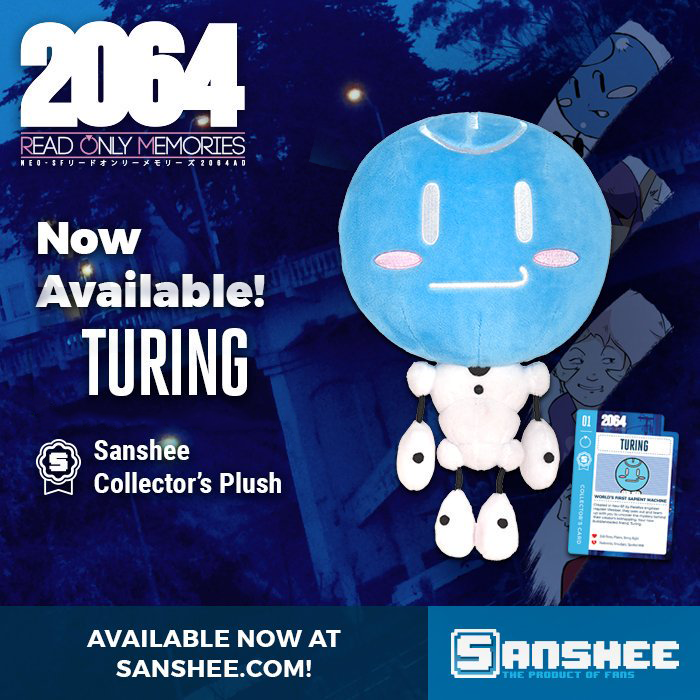 2064
READ ONLY MEMORIES
NEO-SFリードオンリーメモリーズ2064AD
Now
Available!
TURING
S
Sanshee
Collector's Plush
01
2064
TURING
COLLECTOR'S CARD
WORLD'S FIRST SAPIENT MACHINE
AVAILABLE NOW AT
SANSHEE.COM!
SANSHEE
THE PRODUCT OF FANS